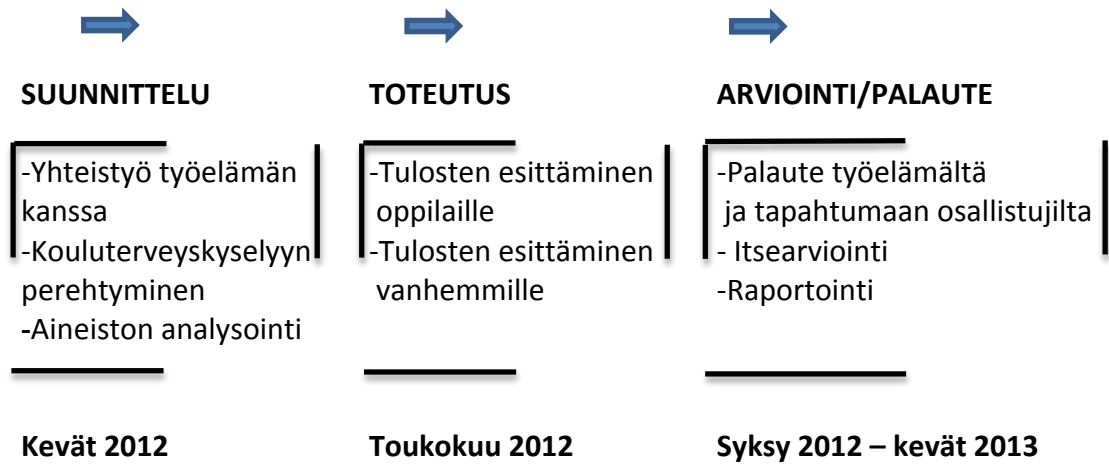 SUUNNITTELU
-Yhteistyö työelämän
kanssa
-Kouluterveyskyselyyn
perehtyminen
-Aineiston analysointi
Kevät 2012
TOTEUTUS
-Tulosten esittäminen
oppilaille
-Tulosten esittäminen
vanhemmille
Toukokuu 2012
ARVIOINTI/PALAUTE
-Palaute työelämältä
ja tapahtumaan osallistujilta
- Itsearviointi
-Raportointi
Syksy 2012 – kevät 2013